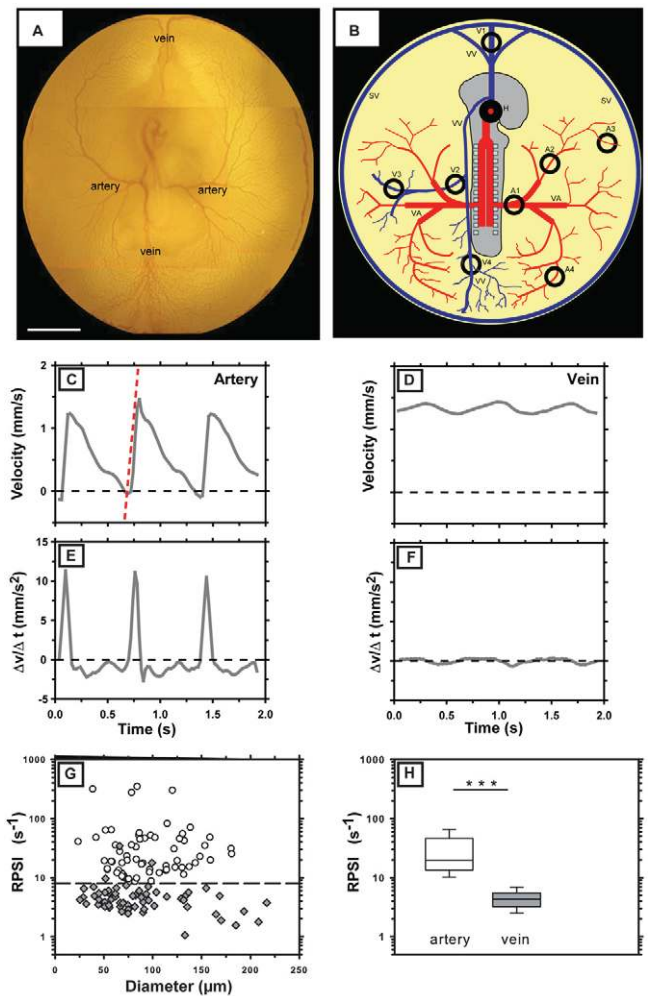 A
vein
artery
artery
vein
B
V1
VV
SV
SV
H
VV
A3
A2
V3
V2
A1
VA
VA
V4
VV
A4
C
Artery
Velocity (mm/s)
2
1
0
D
Vein
Velocity (mm/s)
E
Δv/Δ t (mm/s²)
15
10
5
0
-5
0.0 0.5 1.0 1.5 2.0
Time (s)
F
Δv/Δ t (mm/s²)
0.0 0.5 1.0 1.5 2.0
Time (s)
G
RPSI (s⁻¹)
1000
100
10
1
0 50 100 150 200 250
Diameter (µm)
H
RPSI (s⁻¹)
1000
100
10
1
* * *
artery vein